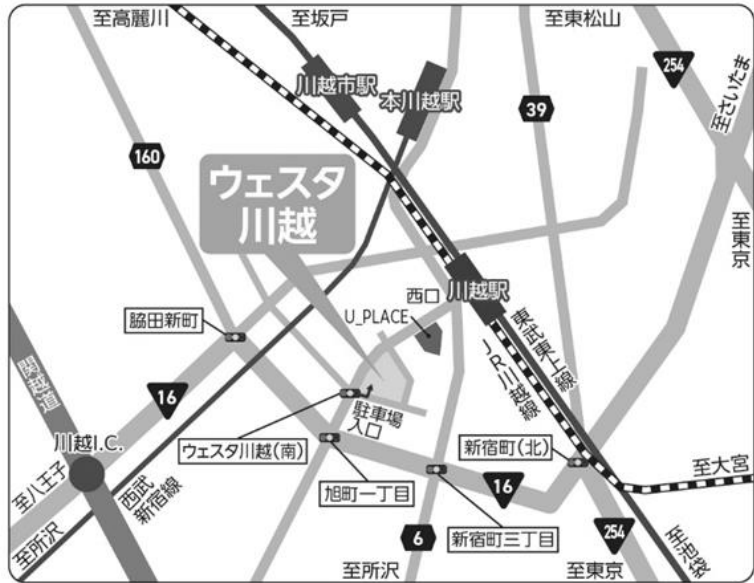 至高麗川
至坂戸
至東松山
川越市駅
本川越駅
254
至さいたま
39
160
ウェスタ
川越
至東京
西口
川越駅
U_PLACE
脇田新町
東武東上線
JR川越線
関越道
16
駐車場
入口
川越I.C.
ウェスタ川越(南)
新宿町(北)
至大宮
至八王子
西武
新宿線
旭町一丁目
16
至所沢
6
新宿町三丁目
254
至池袋
至所沢
至東京